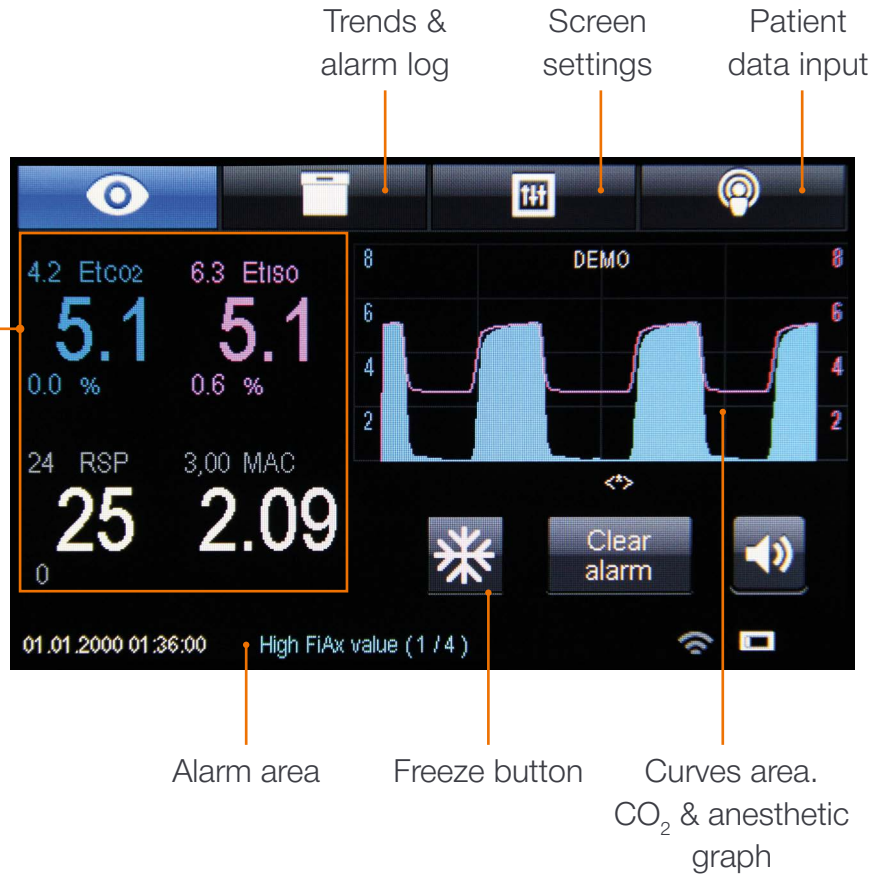 Trends &
alarm log
Screen
settings
Patient
data input
4.2 Etco2
5.1
0.0 %
6.3 Etiso
5.1
0.6 %
24 RSP
25
0
3,00 MAC
2.09
DEMO
8
6
4
2
8
6
4
2
<*>
Clear
alarm
01.01.2000 01:36:00 High FiAx value ( 1 / 4 )
Alarm area
Freeze button
Curves area.
CO₂ & anesthetic
graph